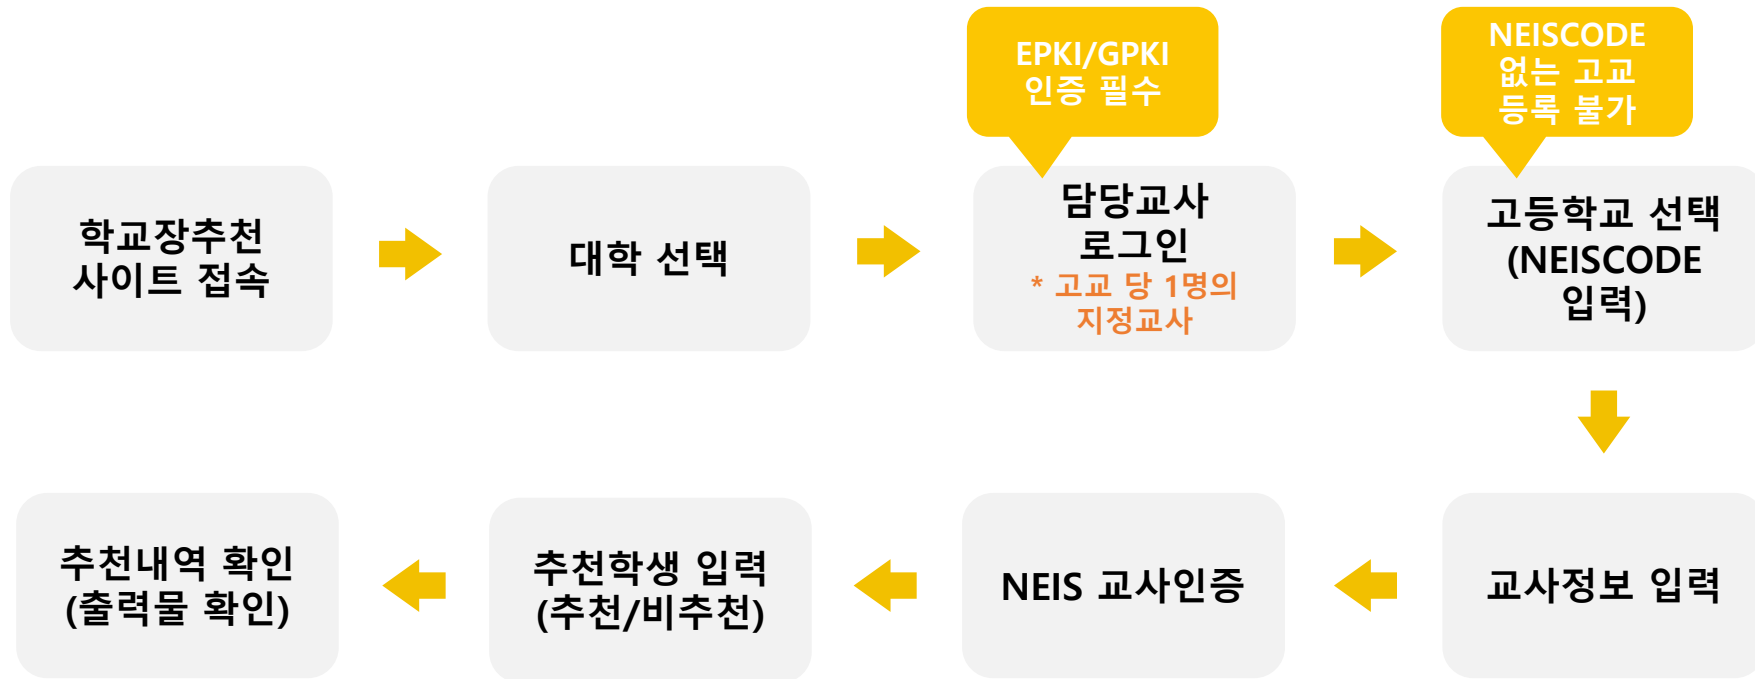 EPKI/GPKI
인증 필수
NEISCODE
없는 고교
등록 불가
학교장추천
사이트 접속
대학 선택
담당교사
로그인
* 고교 당 1명의
지정교사
고등학교 선택
(NEISCODE
입력)
교사정보 입력
NEIS 교사인증
추천학생 입력
(추천/비추천)
추천내역 확인
(출력물 확인)